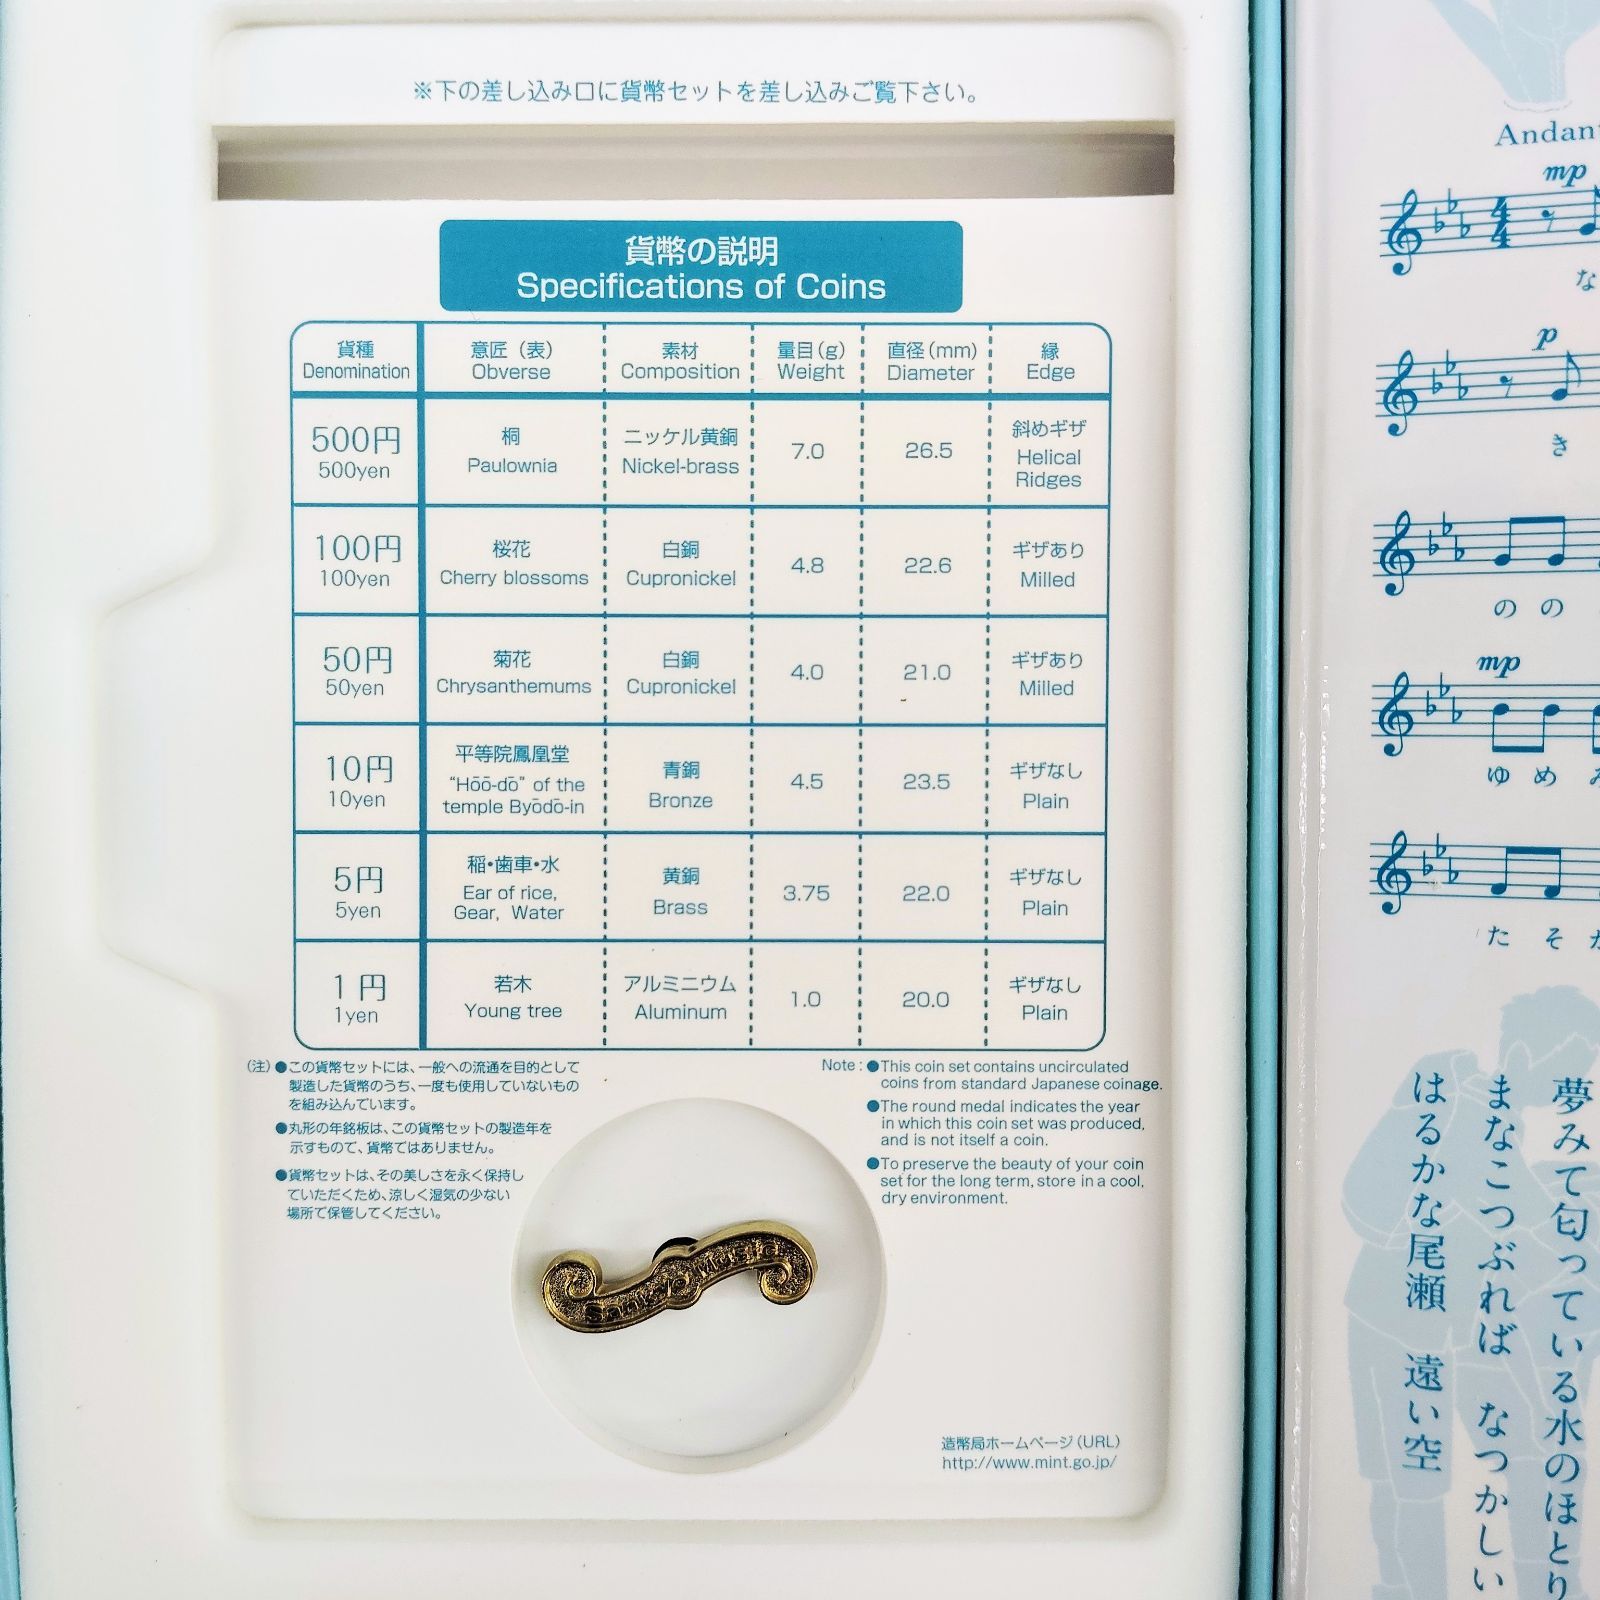 ※下の差し込み口に貨幣セットを差し込みご覧下さい。
貨幣の説明
Specifications of Coins
貨種 意匠(表) 素材 量目(g) 直径(mm) 縁
Denomination Obverse Composition Weight Diameter Edge
500円 桐 ニッケル黄銅 7.0 26.5 斜めギザ
500yen Paulownia Nickel-brass Helical
Ridges
100円 桜花 白銅 4.8 22.6 ギザあり
100yen Cherry blossoms Cupronickel Milled
50円 菊花 白銅 4.0 21.0 ギザあり
50yen Chrysanthemums Cupronickel Milled
10円 平等院鳳凰堂 青銅 4.5 23.5 ギザなし
10yen “Hōō-dō” of the Bronze Plain
temple Byōdō-in
5円 稲・歯車・水 黄銅 3.75 22.0 ギザなし
5yen Ear of rice, Brass Plain
Gear, Water
1円 若木 アルミニウム 1.0 20.0 ギザなし
1yen Young tree Aluminum Plain
(注)●この貨幣セットには、一般への流通を目的として
製造した貨幣のうち、一度も使用していないもの
を組み込んでいます。
●丸形の年銘板は、この貨幣セットの製造年を
示すもので、貨幣ではありません。
●貨幣セットは、その美しさを永く保持し
ていただくため、涼しく湿気の少ない
場所で保管してください。
Note:●This coin set contains uncirculated
coins from standard Japanese coinage.
●The round medal indicates the year
in which this coin set was produced,
and is not itself a coin.
●To preserve the beauty of your coin
set for the long term, store in a cool,
dry environment.
Sankyo Music
造幣局ホームページ(URL)
http://www.mint.go.jp/
mp
な
p
き
のの
mp
ゆめ
たそ
夢みて匂っている水のほとり
まなこつぶれば なつかしい
はるかな尾瀬 遠い空